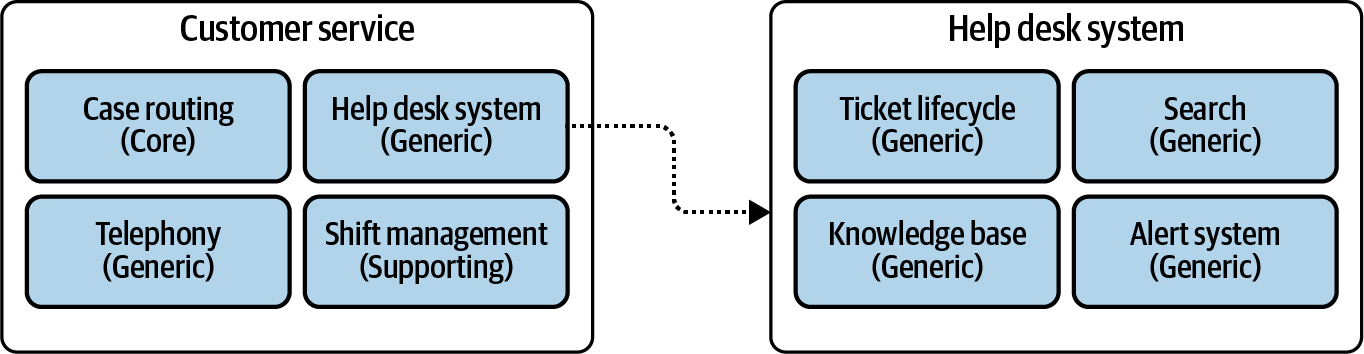 Customer service
Case routing
(Core)
Help desk system
(Generic)
Telephony
(Generic)
Shift management
(Supporting)
Help desk system
Ticket lifecycle
(Generic)
Search
(Generic)
Knowledge base
(Generic)
Alert system
(Generic)